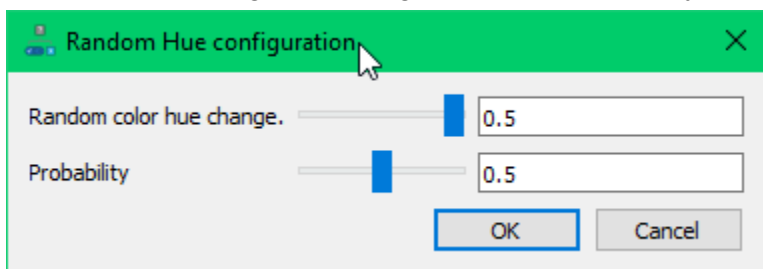 Random Hue configuration
Random color hue change. 0.5
Probability 0.5
OK Cancel